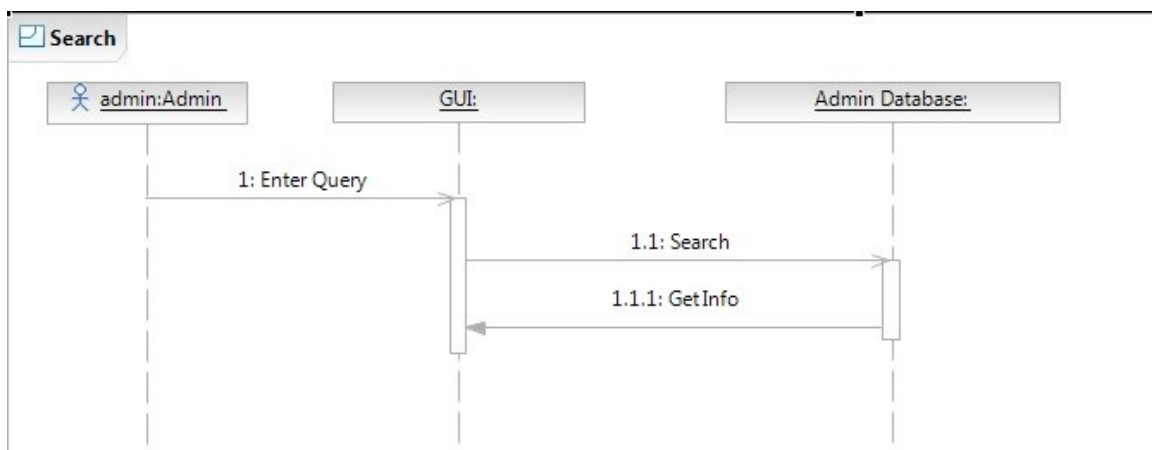 Search
admin:Admin
GUI:
Admin Database:
1: Enter Query
1.1: Search
1.1.1: GetInfo